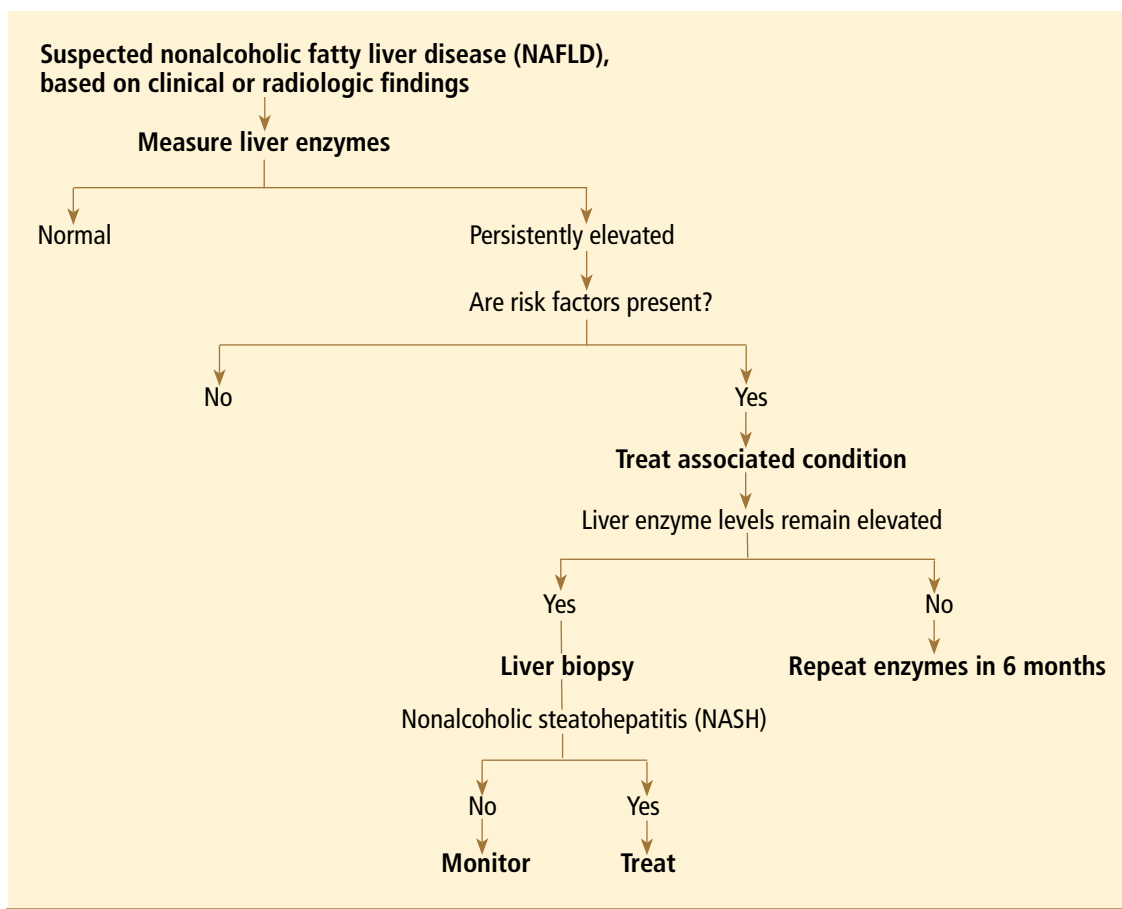 Suspected nonalcoholic fatty liver disease (NAFLD),
based on clinical or radiologic findings
Measure liver enzymes
Normal
Persistently elevated
Are risk factors present?
No
Yes
Treat associated condition
Liver enzyme levels remain elevated
Yes
No
Liver biopsy
Repeat enzymes in 6 months
Nonalcoholic steatohepatitis (NASH)
No
Yes
Monitor
Treat